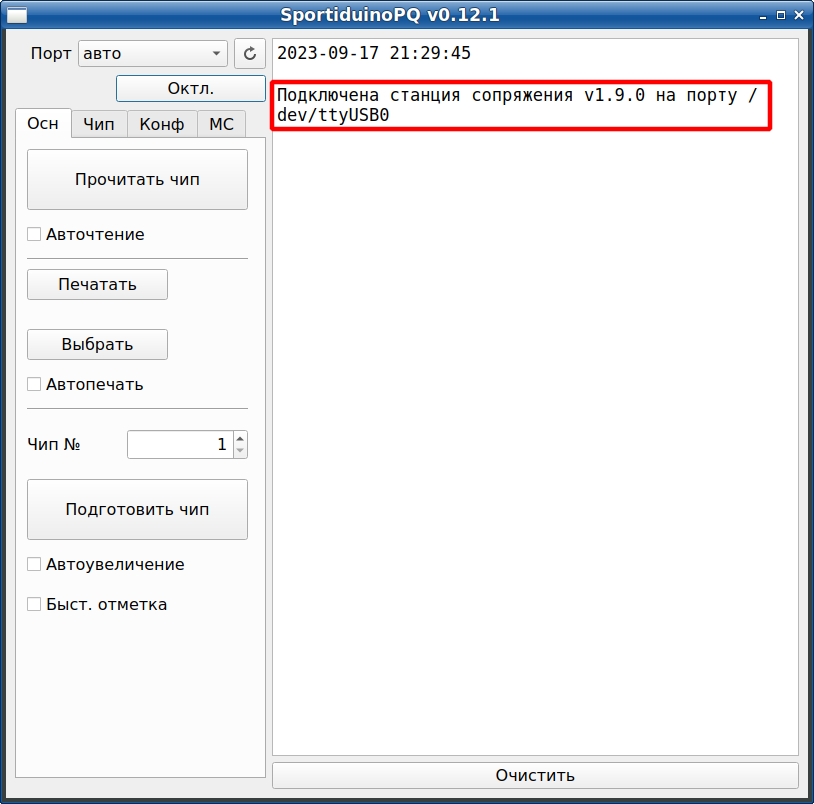 SportiduinoPQ v0.12.1
Порт
авто
Октл.
Осн
Чип
Конф
МС
Прочитать чип
Авточтение
Печатать
Выбрать
Автопечать
Чип №
1
Подготовить чип
Автоувеличение
Быст. отметка
2023-09-17 21:29:45
Подключена станция сопряжения v1.9.0 на порту /
dev/ttyUSB0
Очистить